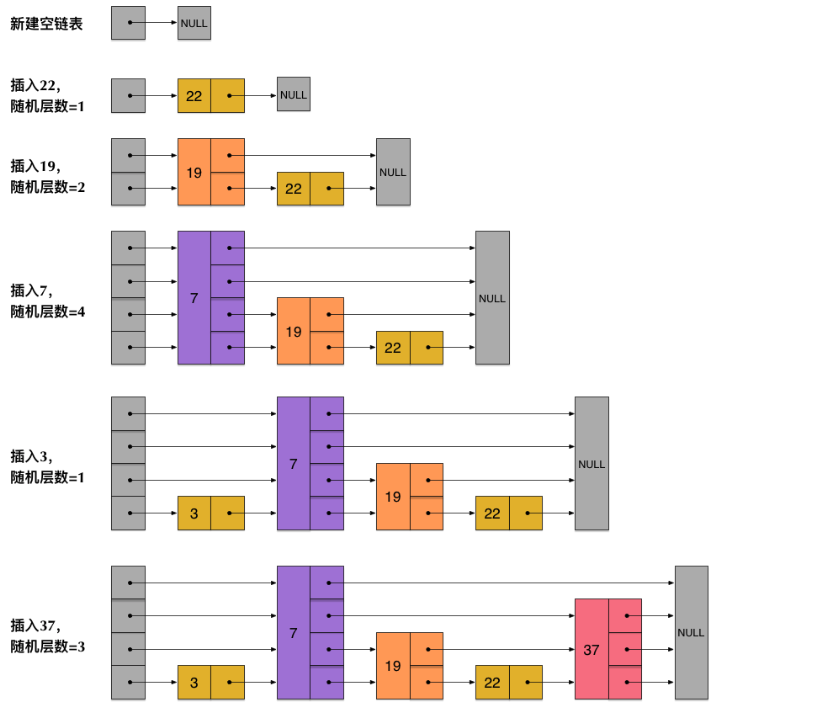 新建空链表
NULL
插入22,
随机层数=1
22
NULL
插入19,
随机层数=2
19
22
NULL
插入7,
随机层数=4
7
19
22
NULL
插入3,
随机层数=1
3
7
19
22
NULL
插入37,
随机层数=3
3
7
19
22
37
NULL